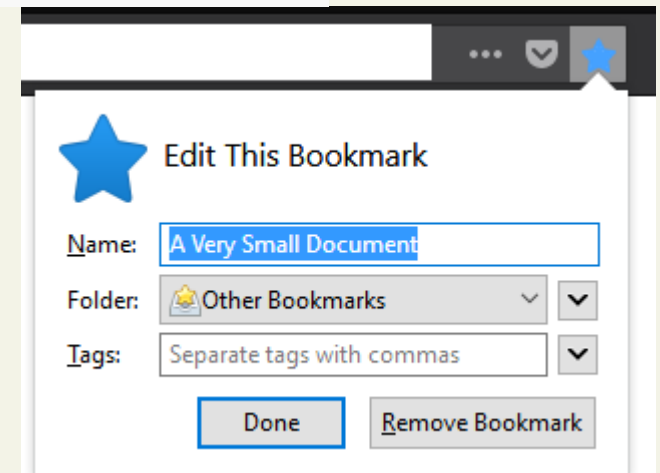 Edit This Bookmark
Name: A Very Small Document
Folder: Other Bookmarks
Tags: Separate tags with commas
Done Remove Bookmark